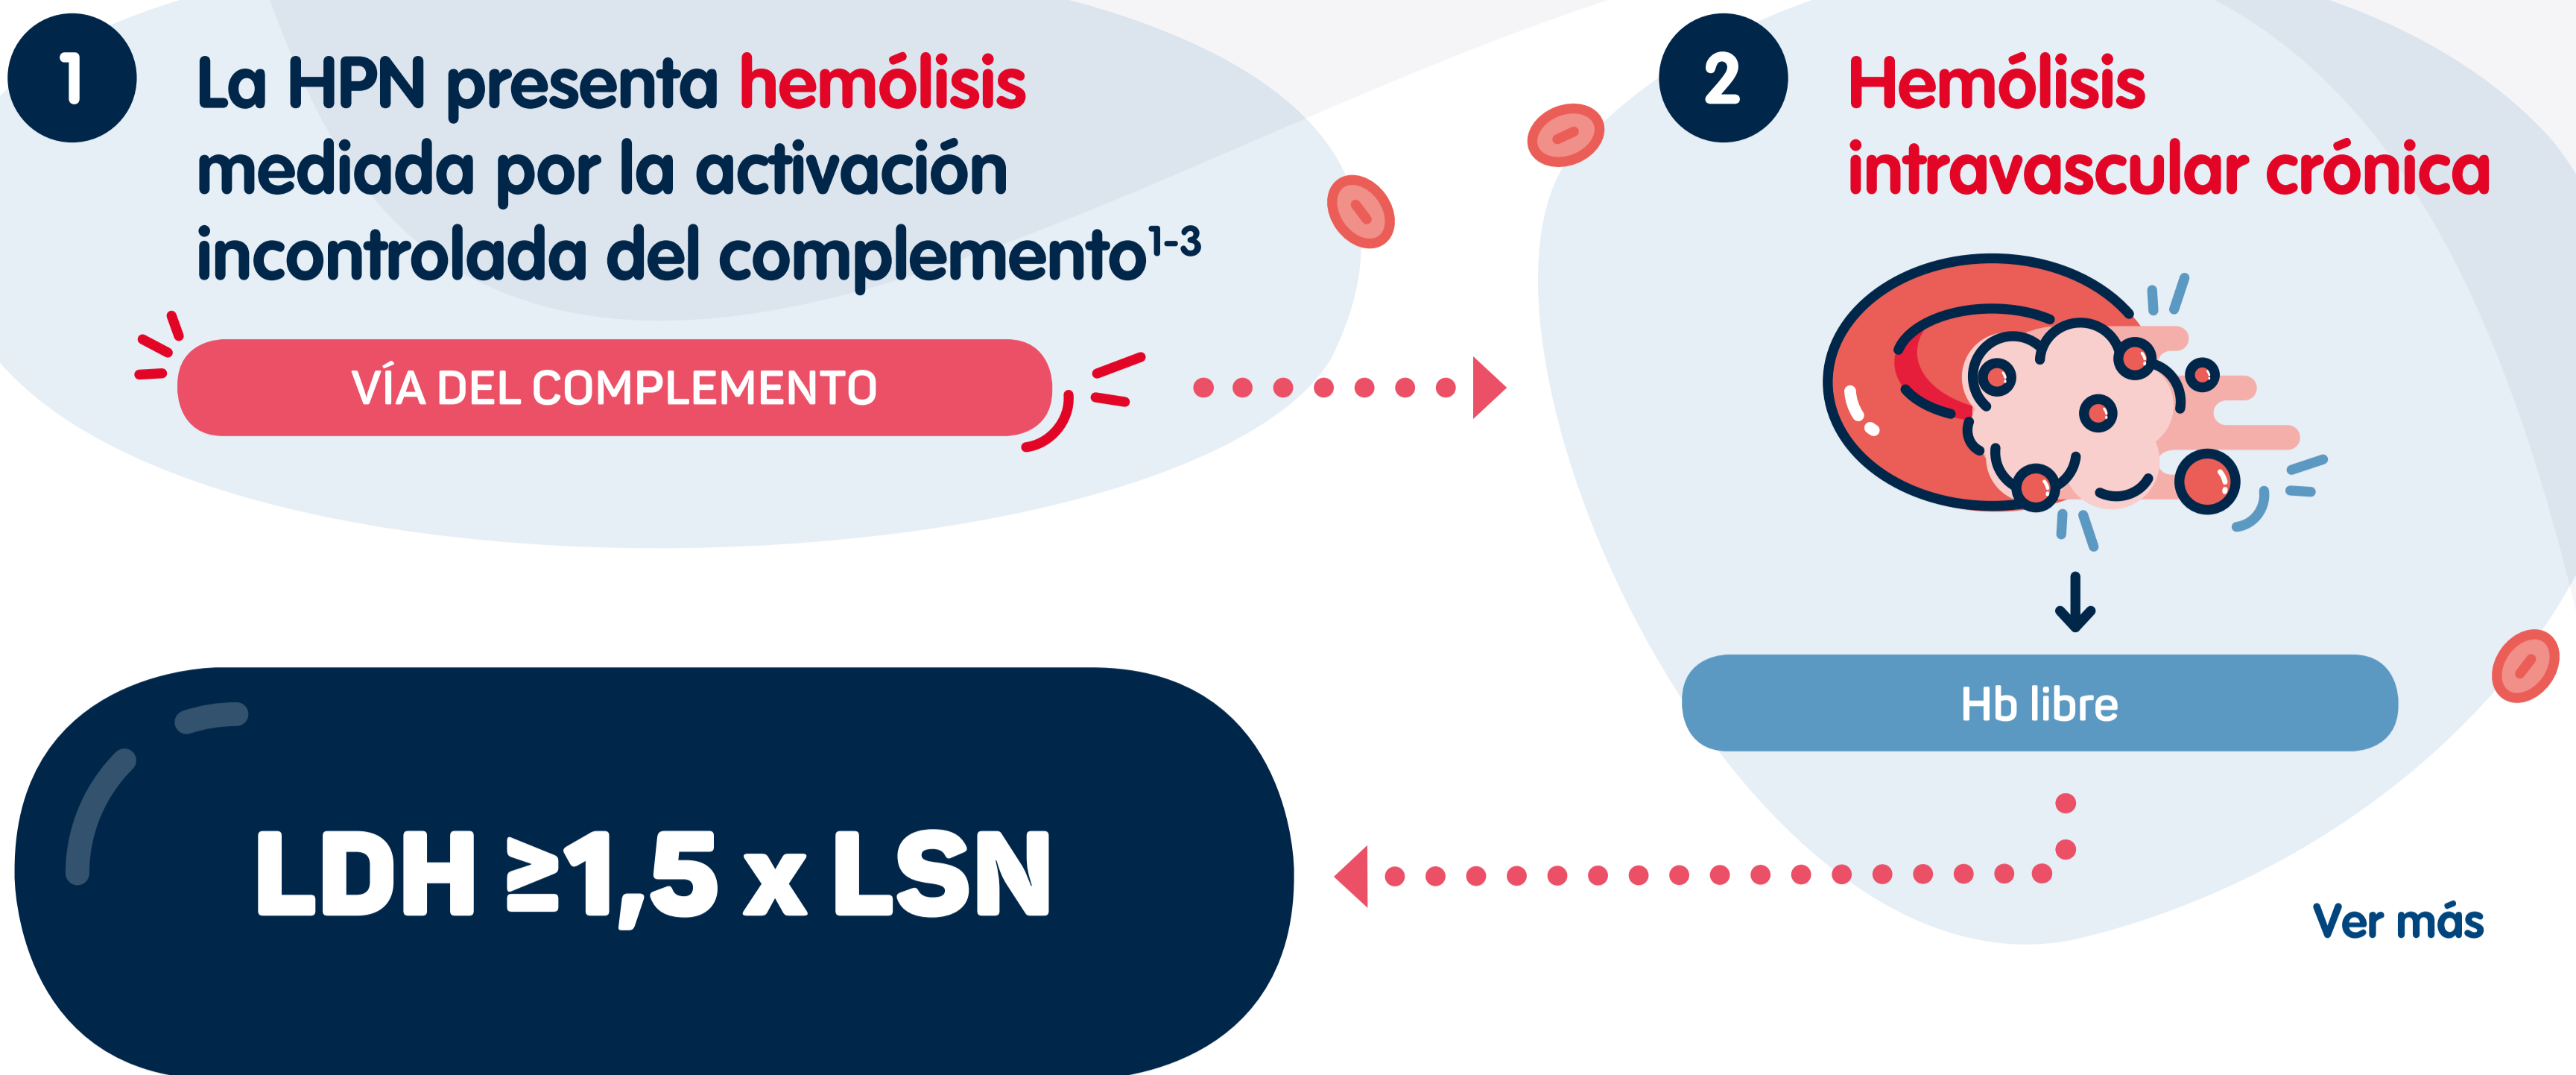 1
La HPN presenta hemólisis
mediada por la activación
incontrolada del complemento¹⁻³
VÍA DEL COMPLEMENTO
2
Hemólisis
intravascular crónica
Hb libre
LDH ≥1,5 x LSN
Ver más